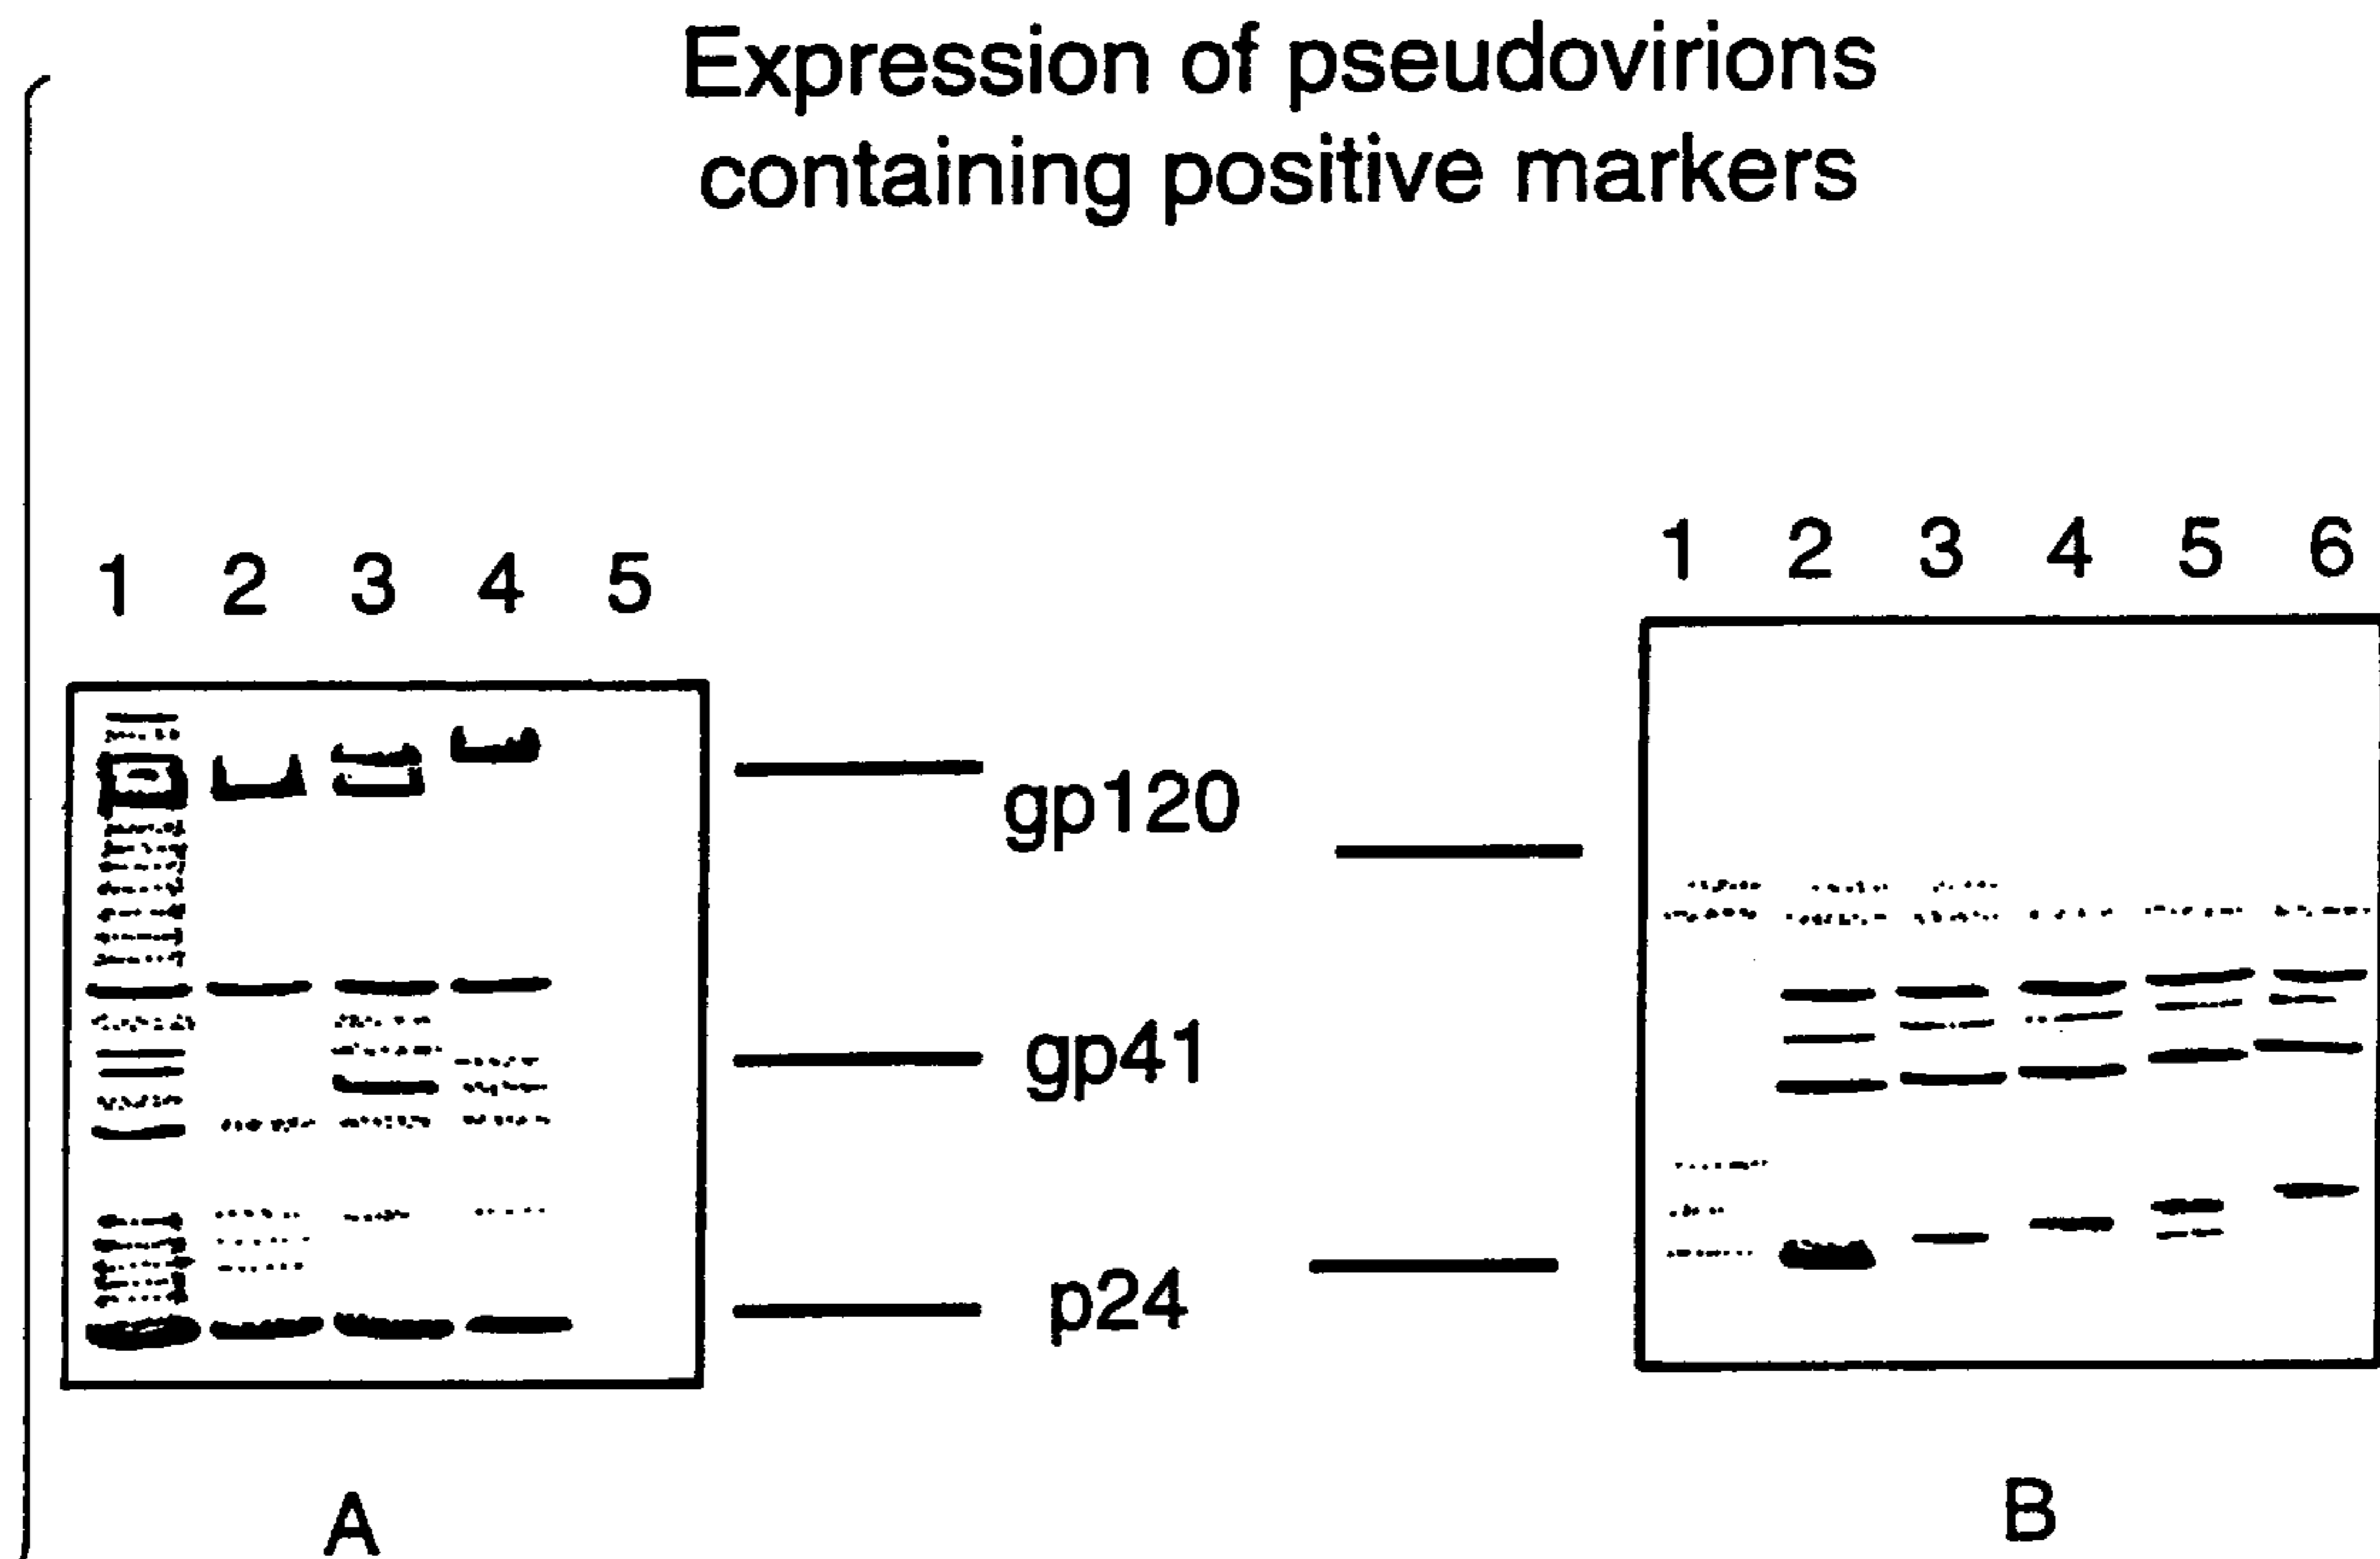 Expression of pseudovirions
containing positive markers
1 2 3 4 5
1 2 3 4 5 6
gp120
gp41
p24
A
B